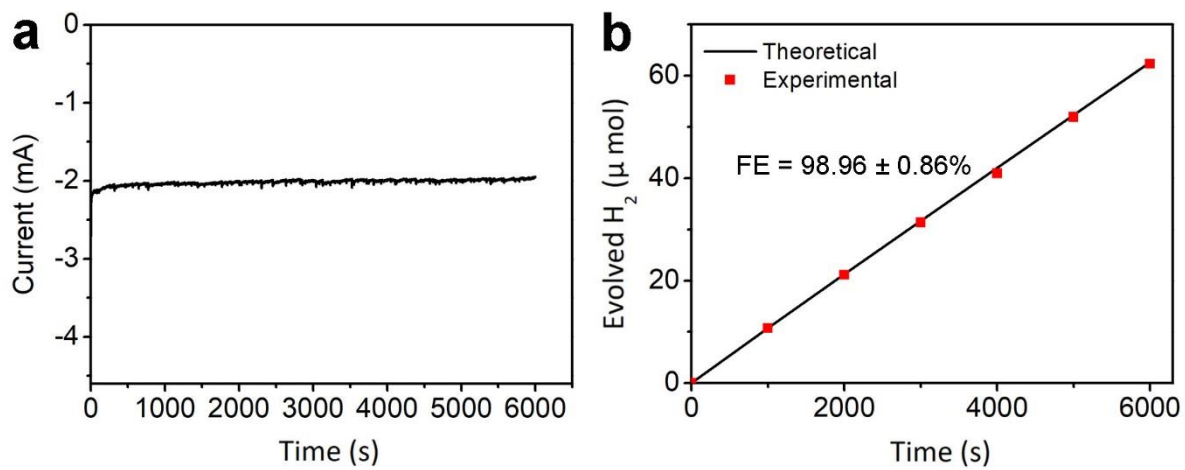 a
0
-1
-2
-3
-4
Current (mA)
0 1000 2000 3000 4000 5000 6000
Time (s)
b
Theoretical
Experimental
FE = 98.96 ± 0.86%
60
40
20
0
Evolved H₂ (μ mol)
0 2000 4000 6000
Time (s)